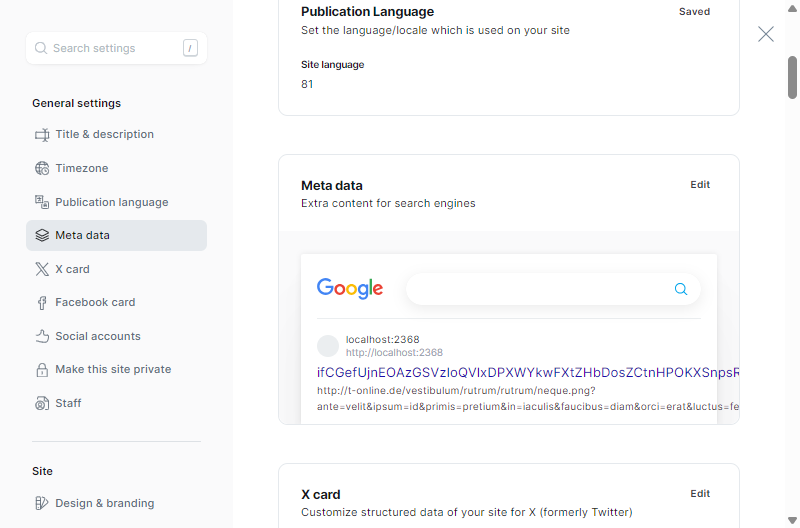 Search settings /
General settings
Title & description
Timezone
Publication language
Meta data
X card
Facebook card
Social accounts
Make this site private
Staff
Site
Design & branding
Publication Language
Saved
Set the language/locale which is used on your site
Site language
81
Meta data
Edit
Extra content for search engines
Google
localhost:2368
http://localhost:2368
http://t-online.de/vestibulum/rutrum/rutrum/neque.png?
ante=velit&ipsum=id&primis=pretium&in=iaculis&faucibus=diam&orci=erat&luctus=fe
X card
Edit
Customize structured data of your site for X (formerly Twitter)